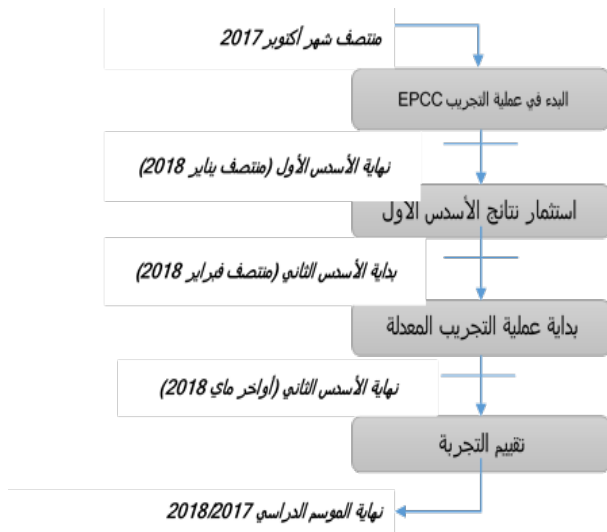 منتصف شهر أكتوبر 2017
البدء في عملية التجريب EPCC
نهاية الأسدس الأول (منتصف يناير 2018)
استثمار نتائج الأسدس الأول
بداية الأسدس الثاني (منتصف فبراير 2018)
بداية عملية التجريب المعدلة
نهاية الأسدس الثاني (أواخر ماي 2018)
تقييم التجربة
نهاية الموسم الدراسي 2018/2017